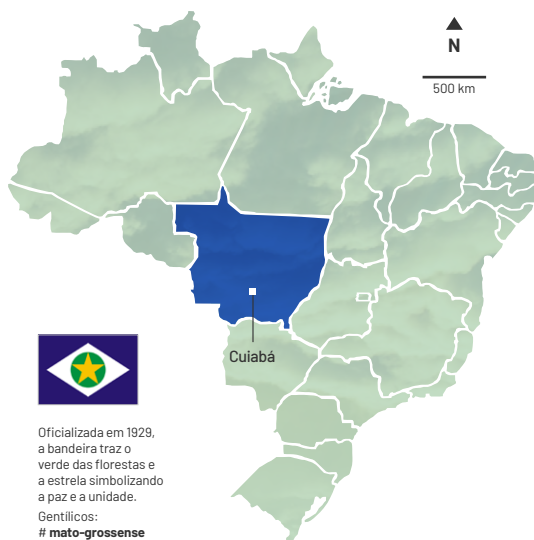 N
500 km
Cuiabá
Oficializada em 1929,
a bandeira traz o
verde das florestas e
a estrela simbolizando
a paz e a unidade.
Gentílicos:
# mato-grossense